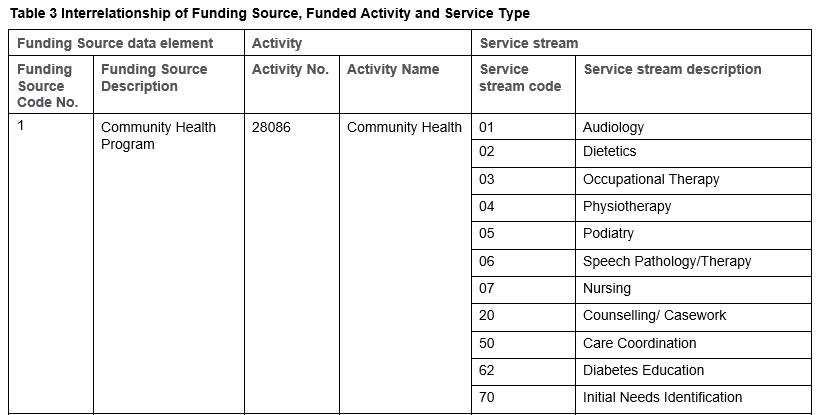 Table 3 Interrelationship of Funding Source, Funded Activity and Service Type
Funding Source data element Activity Service stream
Funding Source Code No. Funding Source Description Activity No. Activity Name Service stream code Service stream description
1 Community Health Program 28086 Community Health 01 Audiology
02 Dietetics
03 Occupational Therapy
04 Physiotherapy
05 Podiatry
06 Speech Pathology/Therapy
07 Nursing
20 Counselling/ Casework
50 Care Coordination
62 Diabetes Education
70 Initial Needs Identification